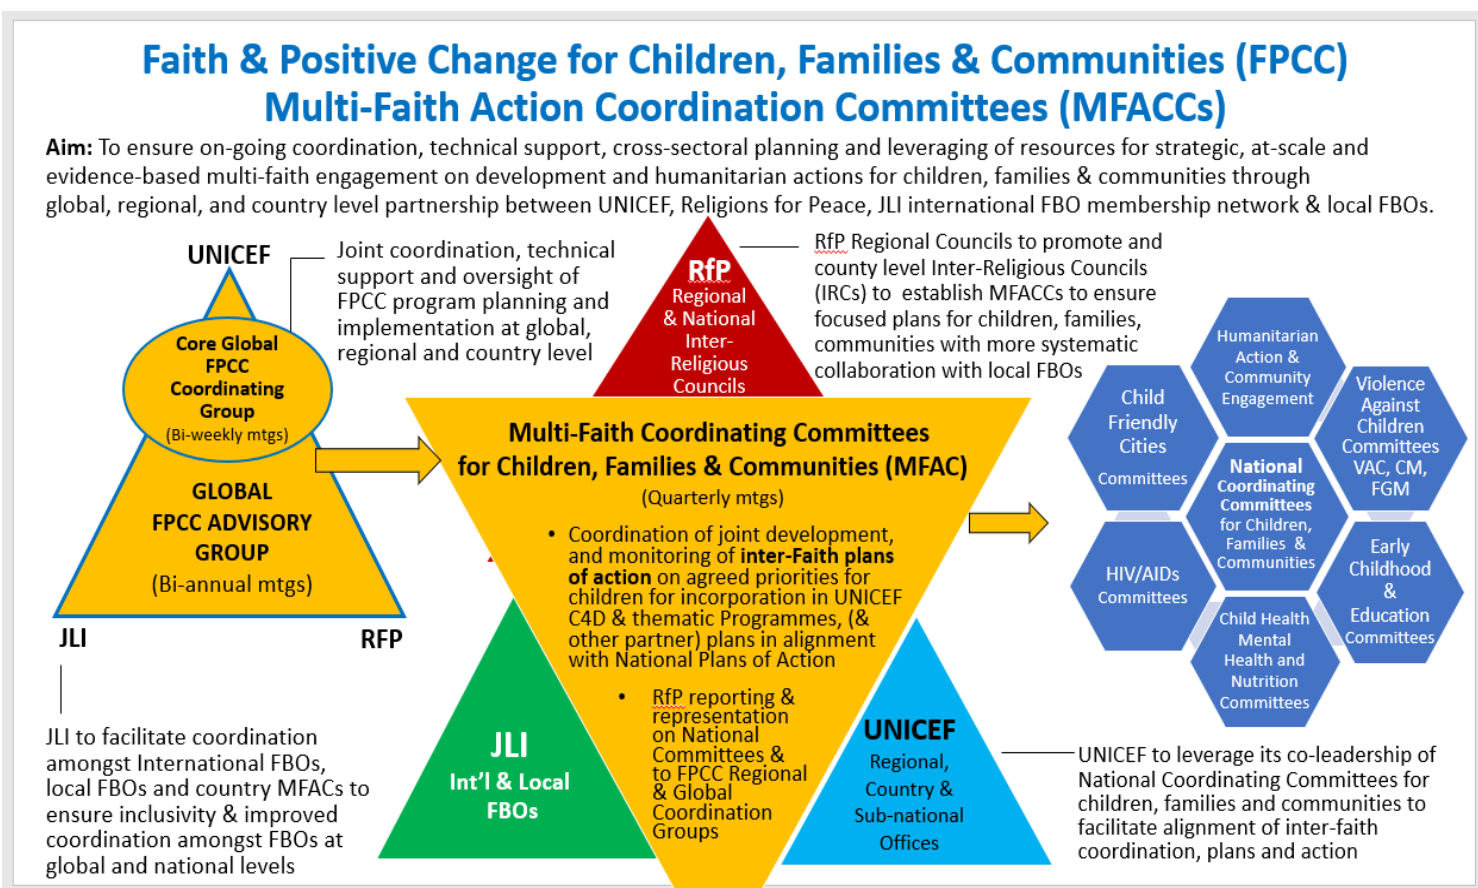 Faith & Positive Change for Children, Families & Communities (FPCC)
Multi-Faith Action Coordination Committees (MFACCs)
Aim: To ensure on-going coordination, technical support, cross-sectoral planning and leveraging of resources for strategic, at-scale and
evidence-based multi-faith engagement on development and humanitarian actions for children, families & communities through
global, regional, and country level partnership between UNICEF, Religions for Peace, JLI international FBO membership network & local FBOs.
UNICEF
Core Global
FPCC
Coordinating
Group
(Bi-weekly mtgs)
GLOBAL
FPCC ADVISORY
GROUP
(Bi-annual mtgs)
JLI
RFP
Joint coordination, technical
support and oversight of
FPCC program planning and
implementation at global,
regional and country level
JLI to facilitate coordination
amongst International FBOs,
local FBOs and country MFACs to
ensure inclusivity & improved
coordination amongst FBOs at
global and national levels
RfP
Regional
& National
Inter-
Religious
Councils
RfP Regional Councils to promote and
county level Inter-Religious Councils
(IRCs) to establish MFACCs to ensure
focused plans for children, families,
communities with more systematic
collaboration with local FBOs
Multi-Faith Coordinating Committees
for Children, Families & Communities (MFAC)
(Quarterly mtgs)
• Coordination of joint development,
and monitoring of inter-Faith plans
of action on agreed priorities for
children for incorporation in UNICEF
C4D & thematic Programmes, (&
other partner) plans in alignment
with National Plans of Action
• RfP reporting &
representation
on National
Committees &
to FPCC Regional
& Global
Coordination
Groups
JLI
Int'l & Local
FBOs
UNICEF
Regional,
Country &
Sub-national
Offices
Humanitarian
Action &
Community
Engagement
Child
Friendly
Cities
Committees
Violence
Against
Children
Committees
VAC, CM,
FGM
National
Coordinating
Committees
for Children,
Families &
Communities
HIV/AIDs
Committees
Early
Childhood
&
Education
Committees
Child Health
Mental
Health and
Nutrition
Committees
UNICEF to leverage its co-leadership of
National Coordinating Committees for
children, families and communities to
facilitate alignment of inter-faith
coordination, plans and action